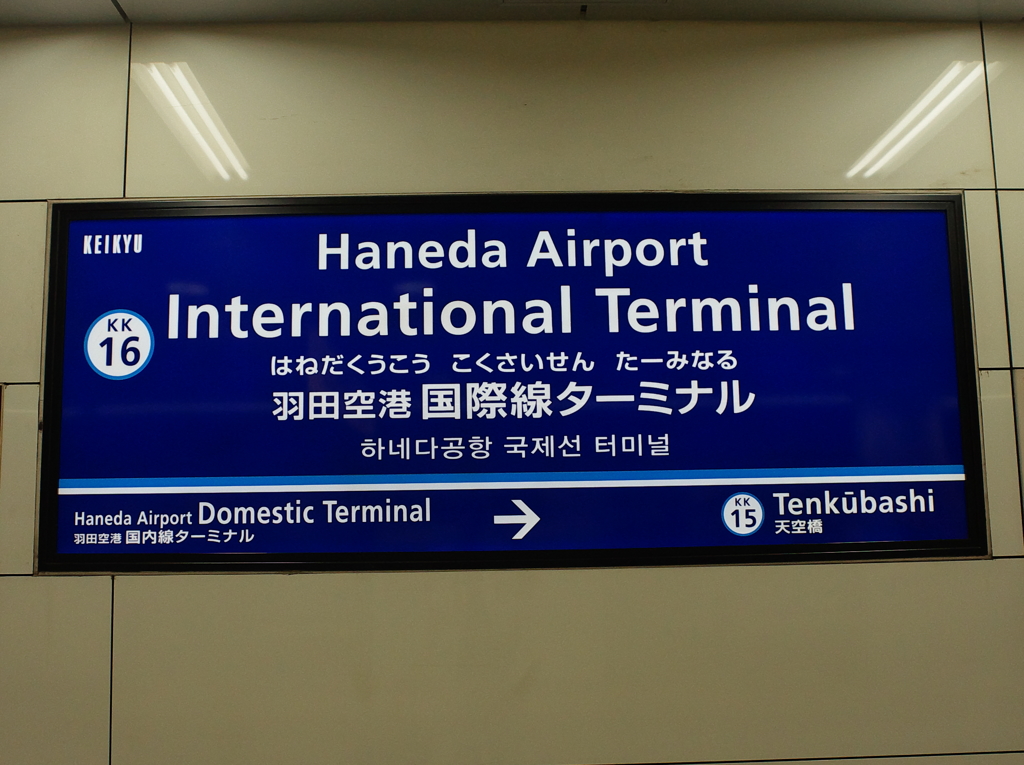 KEIKYU
Haneda Airport
International Terminal
KK
16
はねだくうこう こくさいせん たーみなる
羽田空港 国際線ターミナル
하네다공항 국제선 터미널
Haneda Airport Domestic Terminal
羽田空港 国内線ターミナル
→
KK
15
Tenkūbashi
天空橋